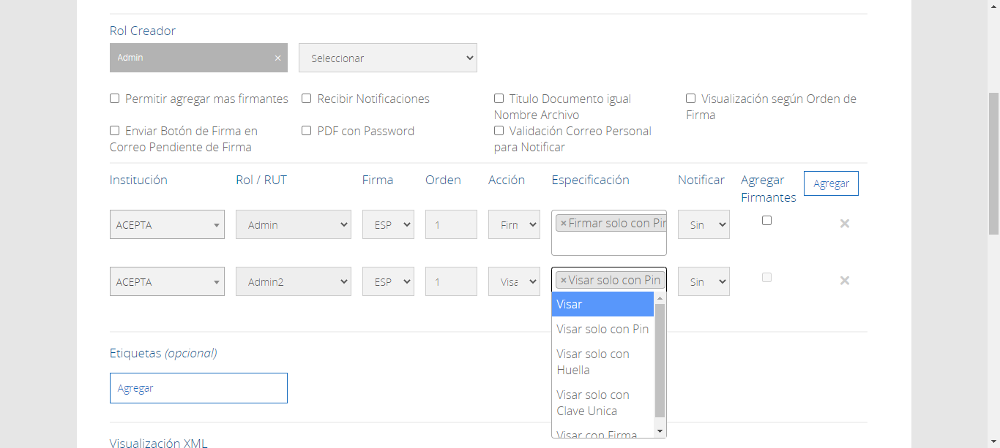 Rol Creador
Admin ×
Seleccionar
Permitir agregar mas firmantes
Recibir Notificaciones
Titulo Documento igual
Nombre Archivo
Visualización según Orden de
Firma
Enviar Botón de Firma en
Correo Pendiente de Firma
PDF con Password
Validación Correo Personal
para Notificar
Institución Rol / RUT Firma Orden Acción Especificación Notificar Agregar
Firmantes
Agregar
ACEPTA Admin ESP 1 Firm × Firmar solo con Pin Sin ×
ACEPTA Admin2 ESP 1 Visa × Visar solo con Pin Sin ×
Visar
Visar solo con Pin
Visar solo con
Huella
Visar solo con
Clave Unica
Visar con Firma
Etiquetas (opcional)
Agregar
Visualización XML